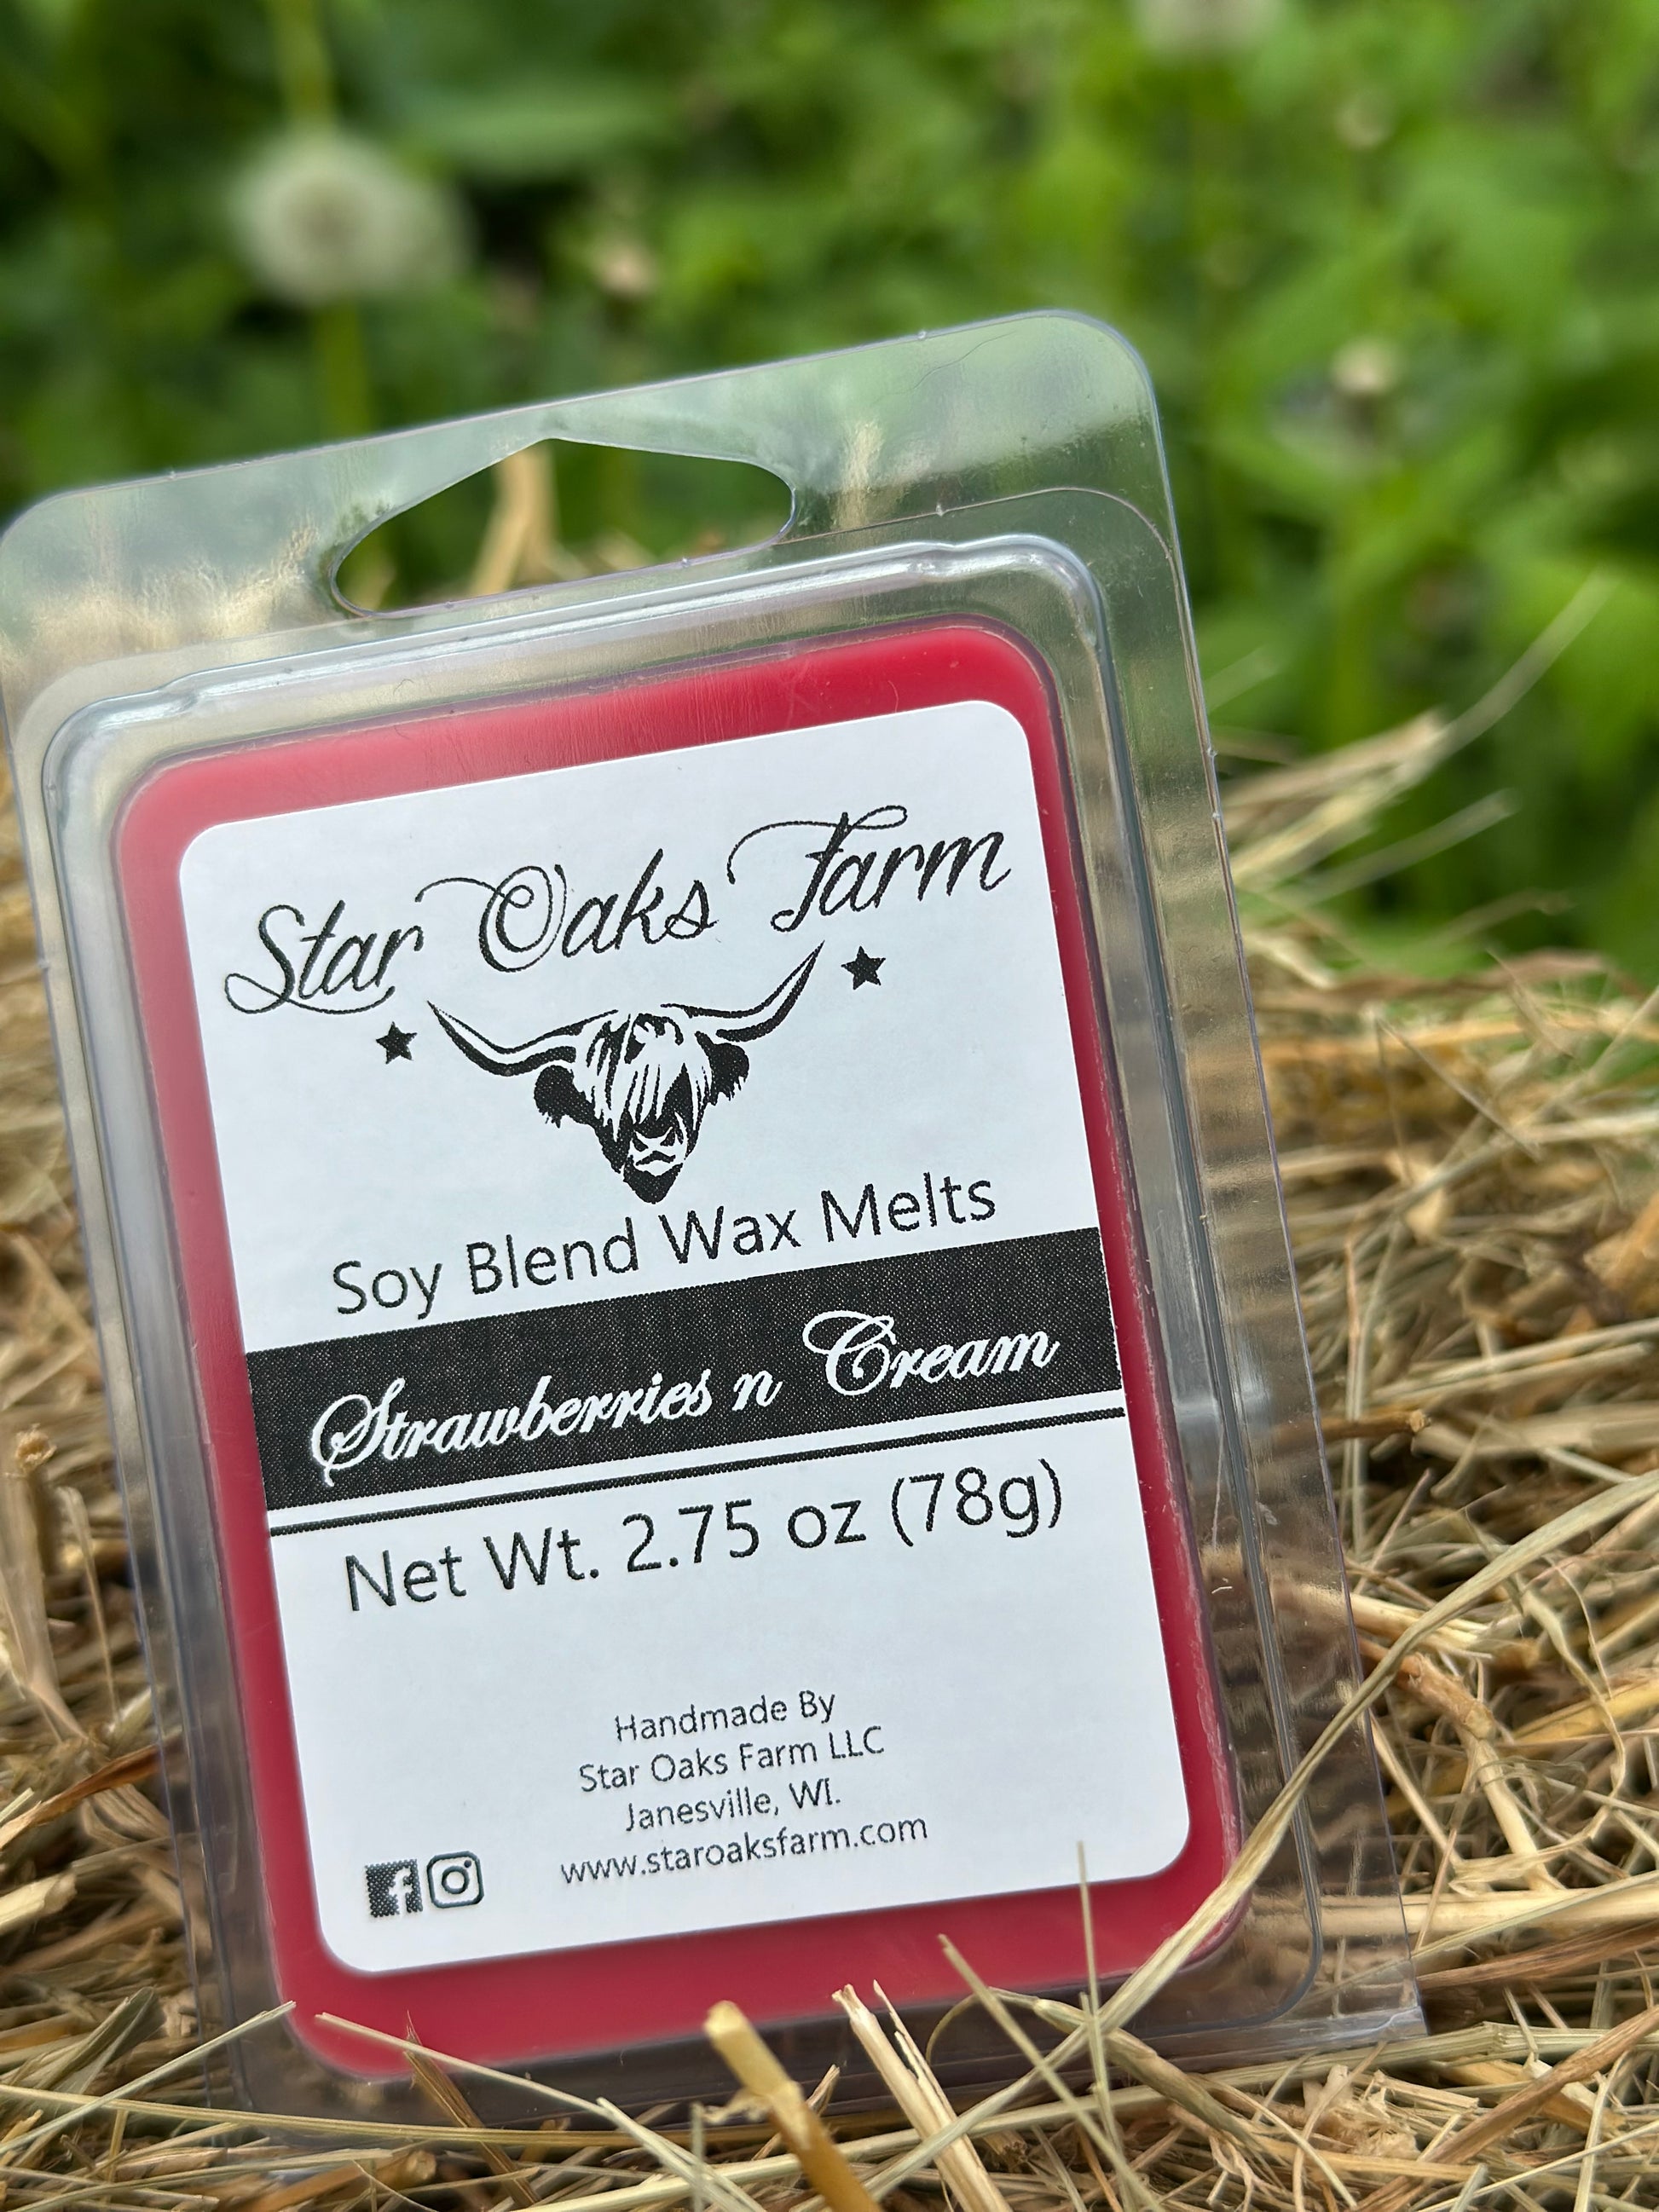 Star Oaks Farm
Soy Blend Wax Melts
Strawberries n Cream
Net Wt. 2.75 oz (78g)
Handmade By
Star Oaks Farm LLC
Janesville, WI.
www.staroaksfarm.com